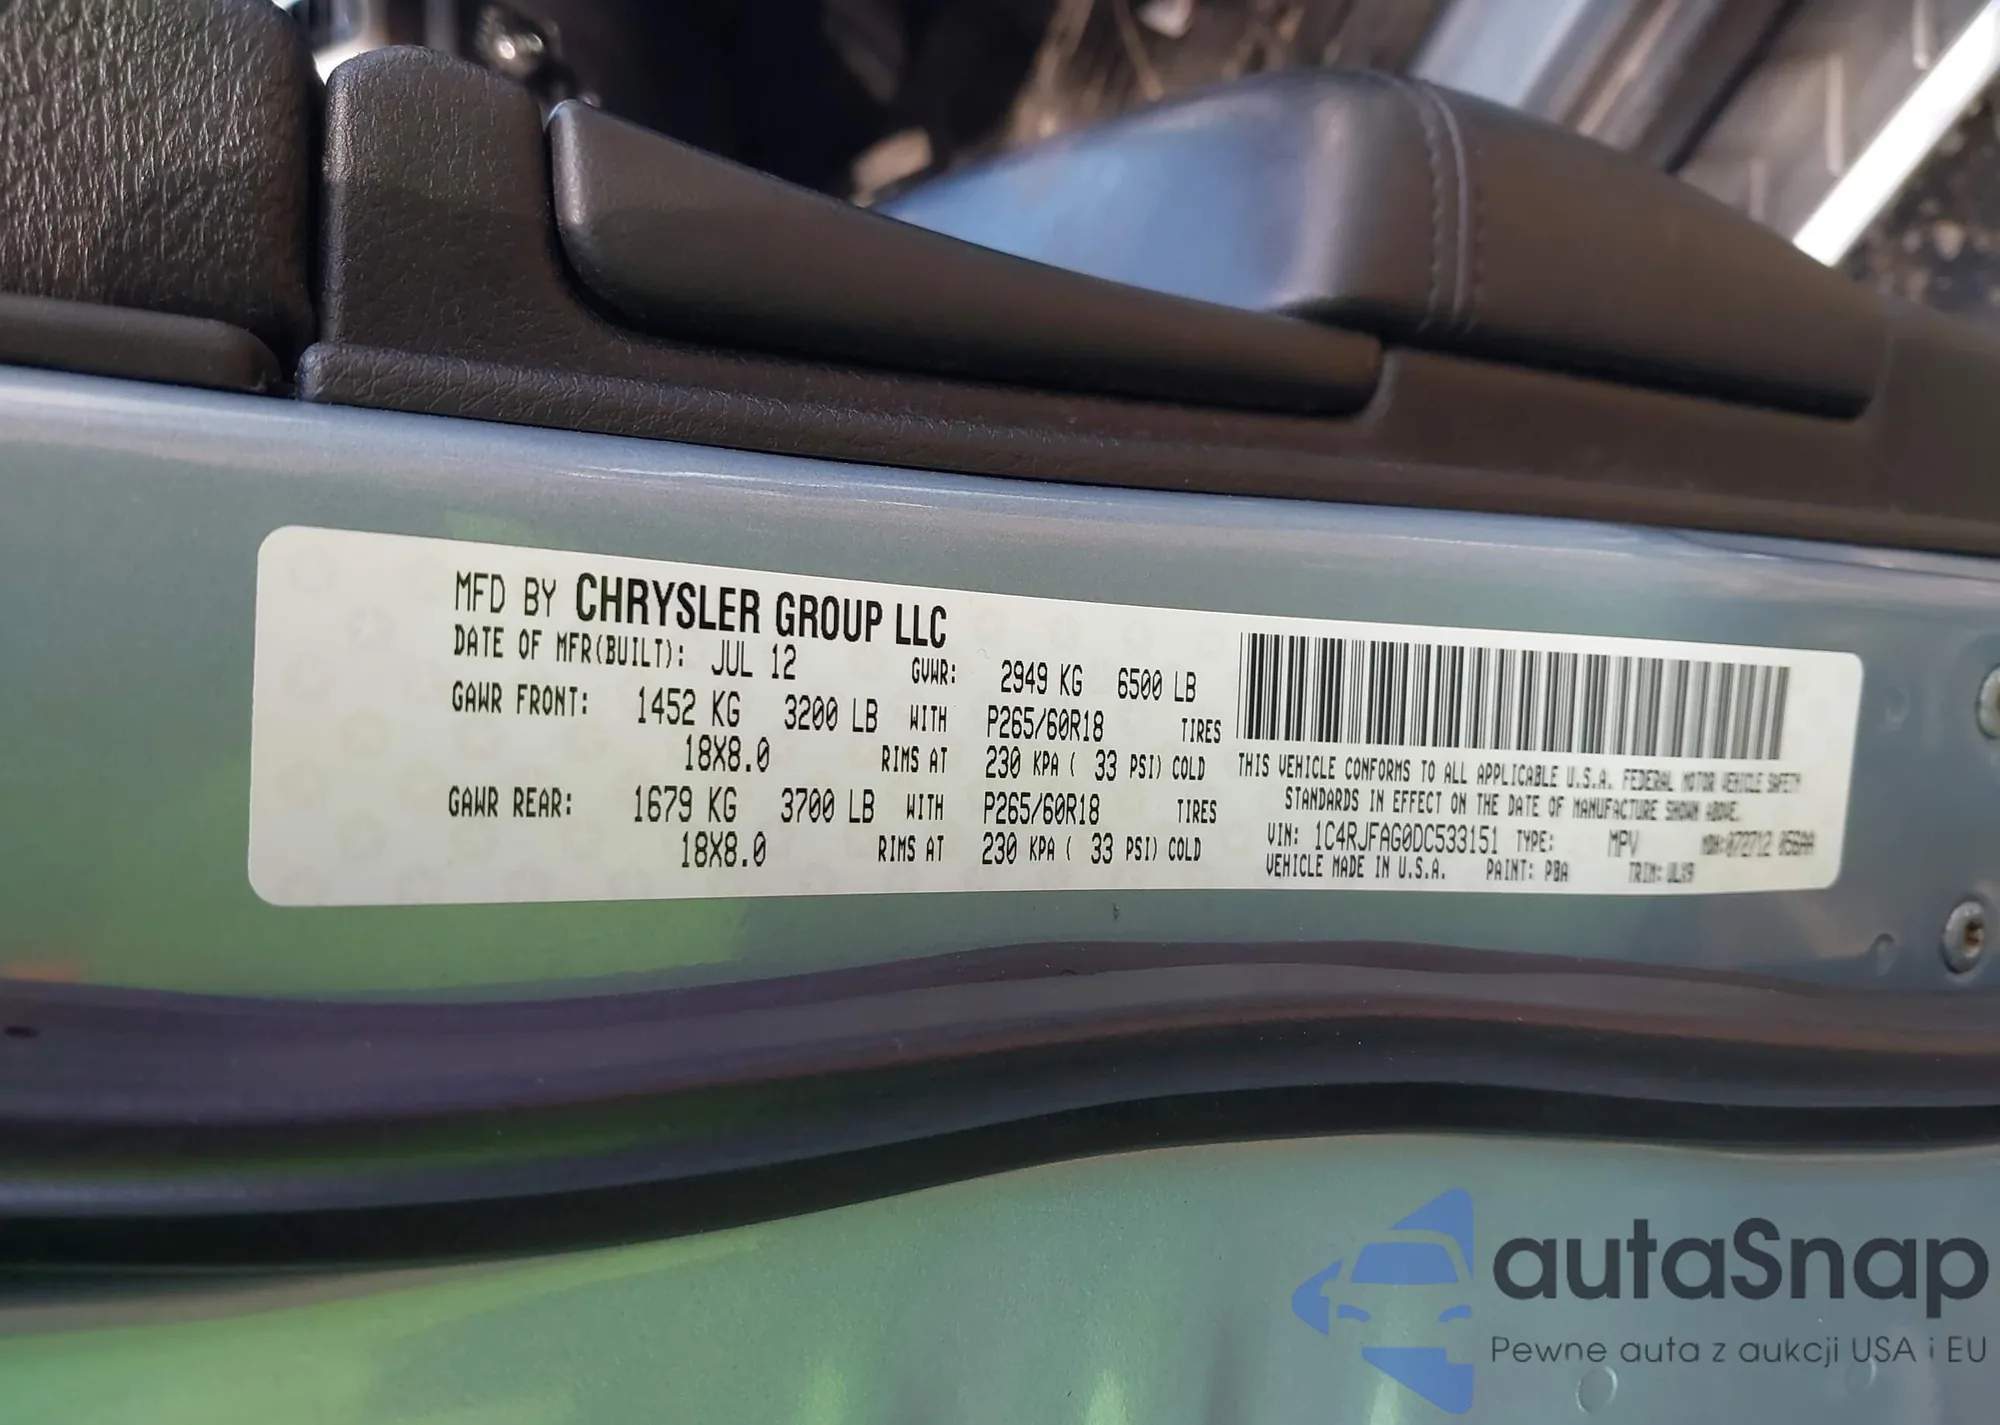 MFD BY CHRYSLER GROUP LLC
DATE OF MFR(BUILT): JUL 12 GVWR: 2949 KG 6500 LB
GAWR FRONT: 1452 KG 3200 LB WITH P265/60R18 TIRES
18X8.0 RIMS AT 230 KPA ( 33 PSI) COLD
GAWR REAR: 1679 KG 3700 LB WITH P265/60R18 TIRES
18X8.0 RIMS AT 230 KPA ( 33 PSI) COLD
THIS VEHICLE CONFORMS TO ALL APPLICABLE U.S.A. FEDERAL MOTOR VEHICLE SAFETY
STANDARDS IN EFFECT ON THE DATE OF MANUFACTURE SHOWN ABOVE.
VIN: 1C4RJFAG0DC533151 TYPE: MPV MDH:072712 056AA
VEHICLE MADE IN U.S.A. PAINT: PBA TRIM:
autaSnap
Pewne auta z aukcji USA i EU